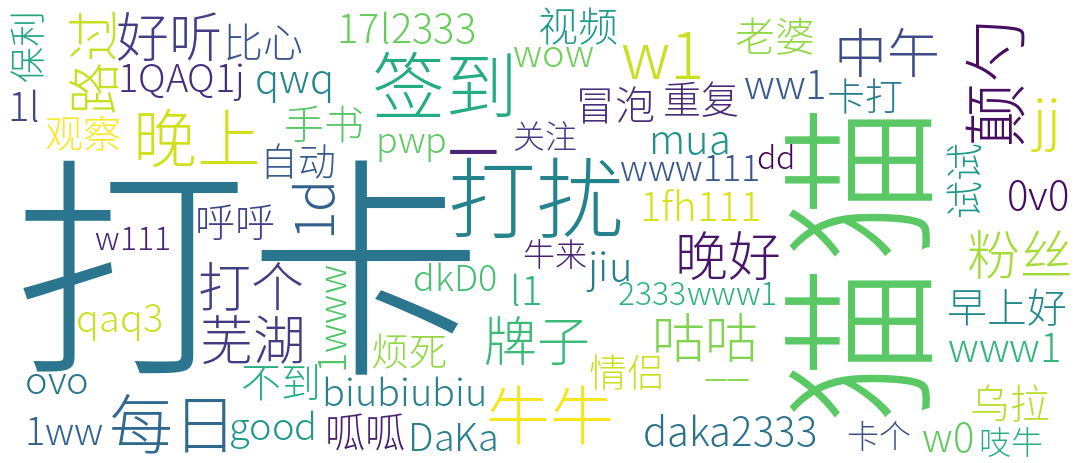 保利
路过
好听
比心
17l2333
视频
wow
老婆
中午
颠勺
1l
1QAQ1j
qwq
签到
w1
ww1
卡打
jj
观察
晚上
手书
pwp
一
关注
冒泡
重复
mua
dd
猫猫
试试
0v0
自动
打扰
www111
打卡
w111
呼呼
1d
1fh111
晚好
粉丝
打个
牛来
jiu
qaq3
芜湖
1www
dkD0
l1
2333www1
早上好
烦死
牌子
咕咕
www1
ovo
不到
biubiubiu
情侣
__
乌拉
1ww
每日
good
呱呱
DaKa
牛牛
daka2333
卡个
w0
吱牛